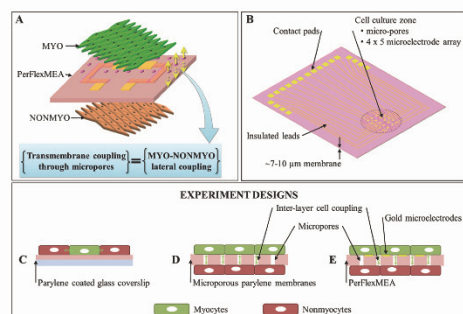 A
MYO
PerFlexMEA
NONMYO
Transmembrane coupling
through micropores
=
MYO-NONMYO
lateral coupling
B
Contact pads
Cell culture zone
• micro-pores
• 4 x 5 microelectrode array
Insulated leads
~7-10 µm membrane
EXPERIMENT DESIGNS
Inter-layer cell coupling
Micropores
Gold microelectrodes
C
D
E
Parylene coated glass coverslip
Microporous parylene membranes
PerFlexMEA
Myocytes
Nonmyocytes